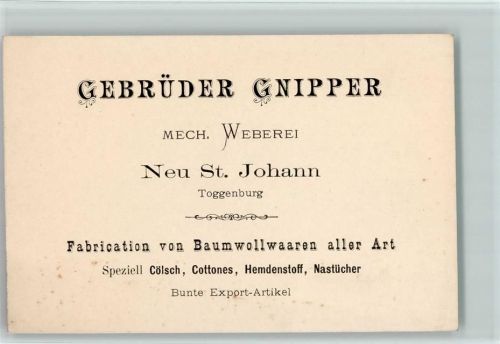 GEBRÜDER GNIPPER
MECH. WEBEREI
Neu St. Johann
Toggenburg
Fabrication von Baumwollwaaren aller Art
Speziell Cölsch, Cottones, Hemdenstoff, Nastücher
Bunte Export-Artikel